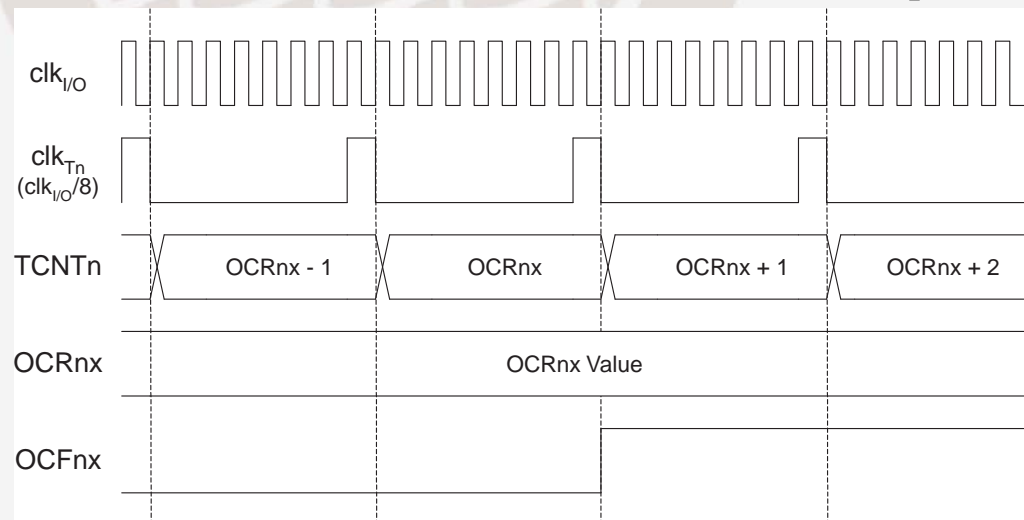 clkI/O
clkTn
(clkI/O/8)
TCNTn
OCRnx - 1
OCRnx
OCRnx + 1
OCRnx + 2
OCRnx
OCRnx Value
OCFnx